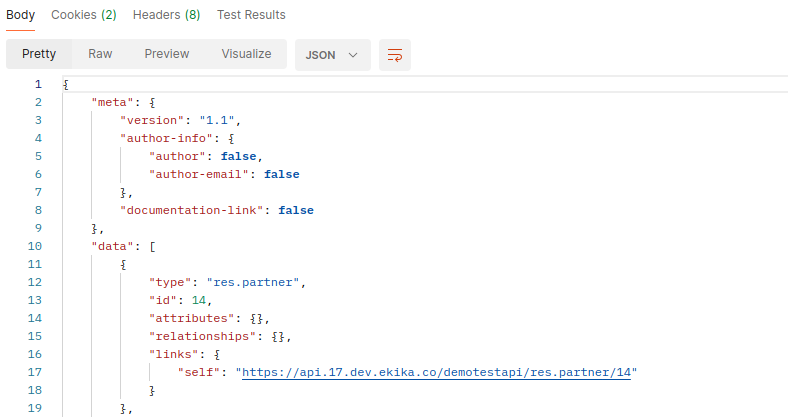 Body Cookies (2) Headers (8) Test Results
Pretty Raw Preview Visualize JSON
1 {
2 "meta": {
3 "version": "1.1",
4 "author-info": {
5 "author": false,
6 "author-email": false
7 },
8 "documentation-link": false
9 },
10 "data": [
11 {
12 "type": "res.partner",
13 "id": 14,
14 "attributes": {},
15 "relationships": {},
16 "links": {
17 "self": "https://api.17.dev.ekika.co/demotestapi/res.partner/14"
18 }
19 },